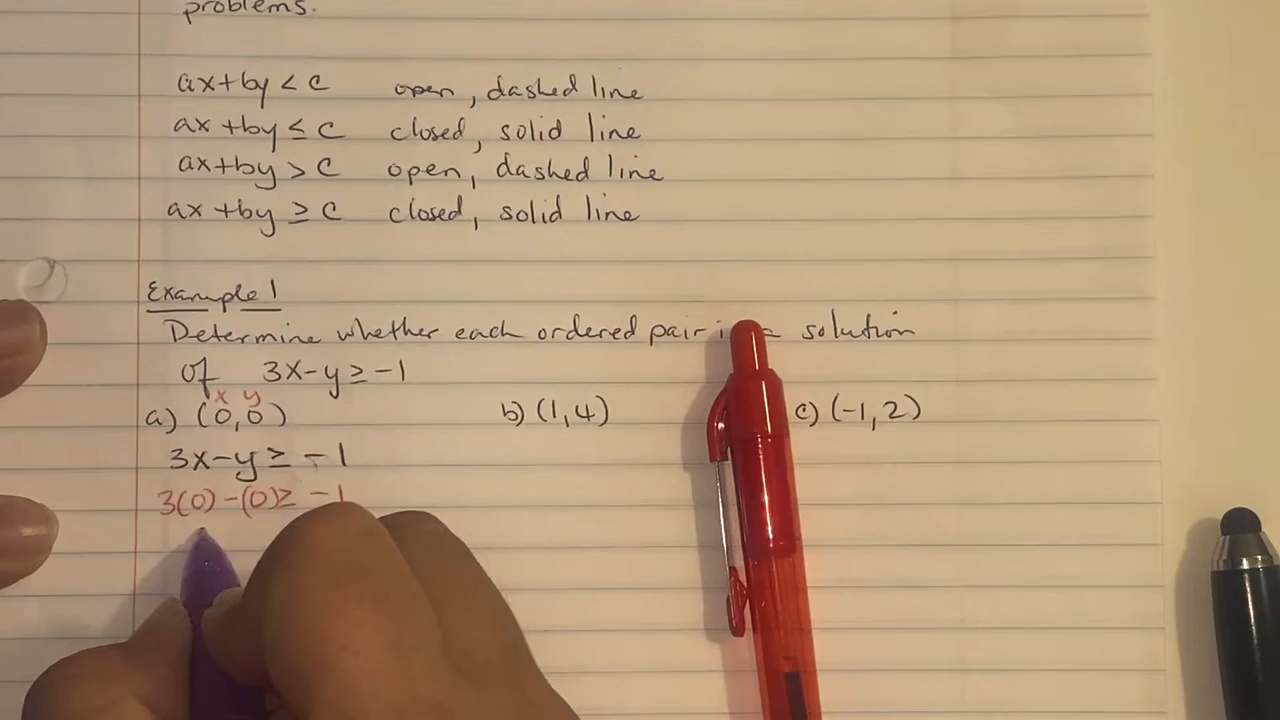 problems.
ax+by < c open, dashed line
ax+by ≤ c closed, solid line
ax+by > c open, dashed line
ax+by ≥ c closed, solid line
Example 1
Determine whether each ordered pair solution
of 3x-y ≥ -1
x y
a) (0,0) b) (1,4) c) (-1,2)
3x-y ≥ -1
3(0) -(0) ≥ -1